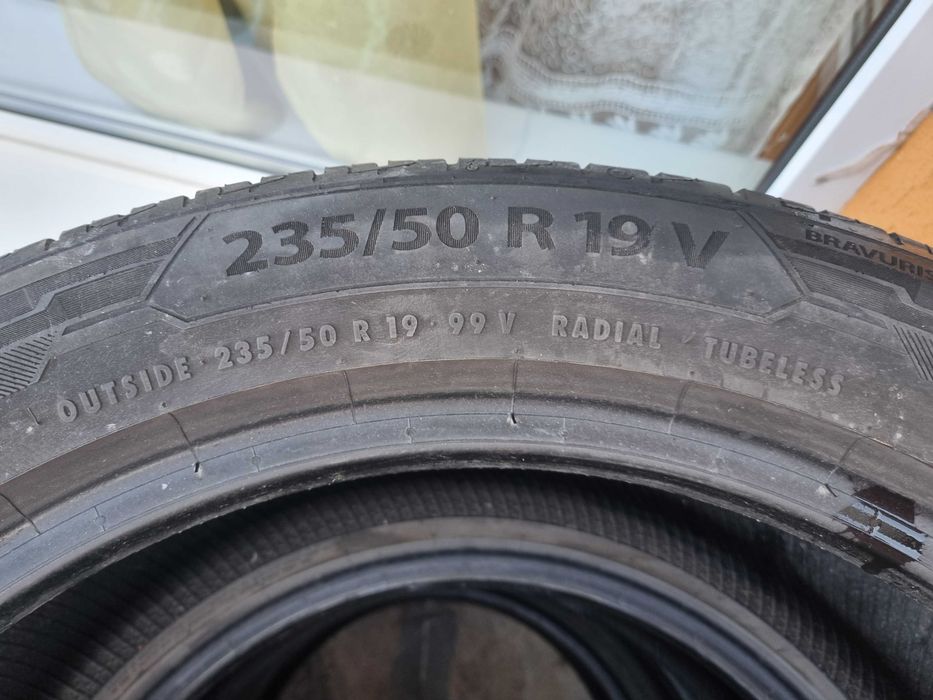 235/50 R 19 V
BRAVURIS
OUTSIDE · 235/50 R 19 · 99 V RADIAL TUBELESS